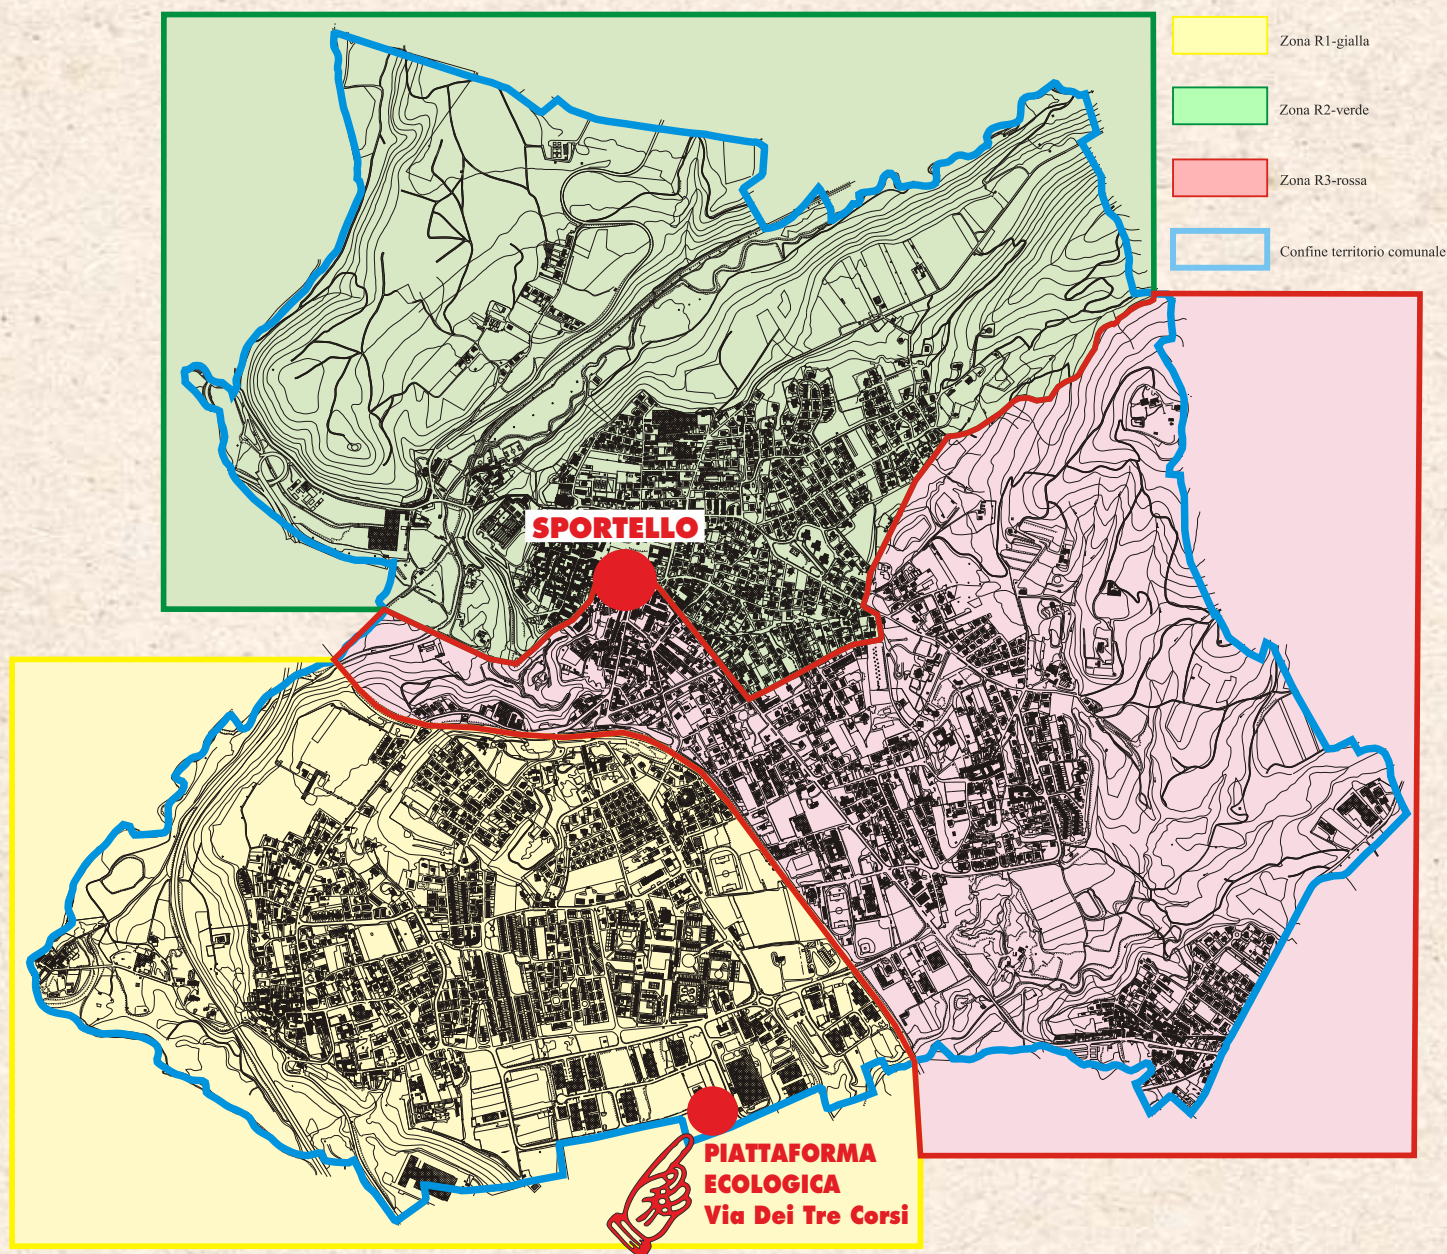 Zona R1-gialla
Zona R2-verde
Zona R3-rossa
Confine territorio comunale
SPORTELLO
PIATTAFORMA
ECOLOGICA
Via Dei Tre Corsi